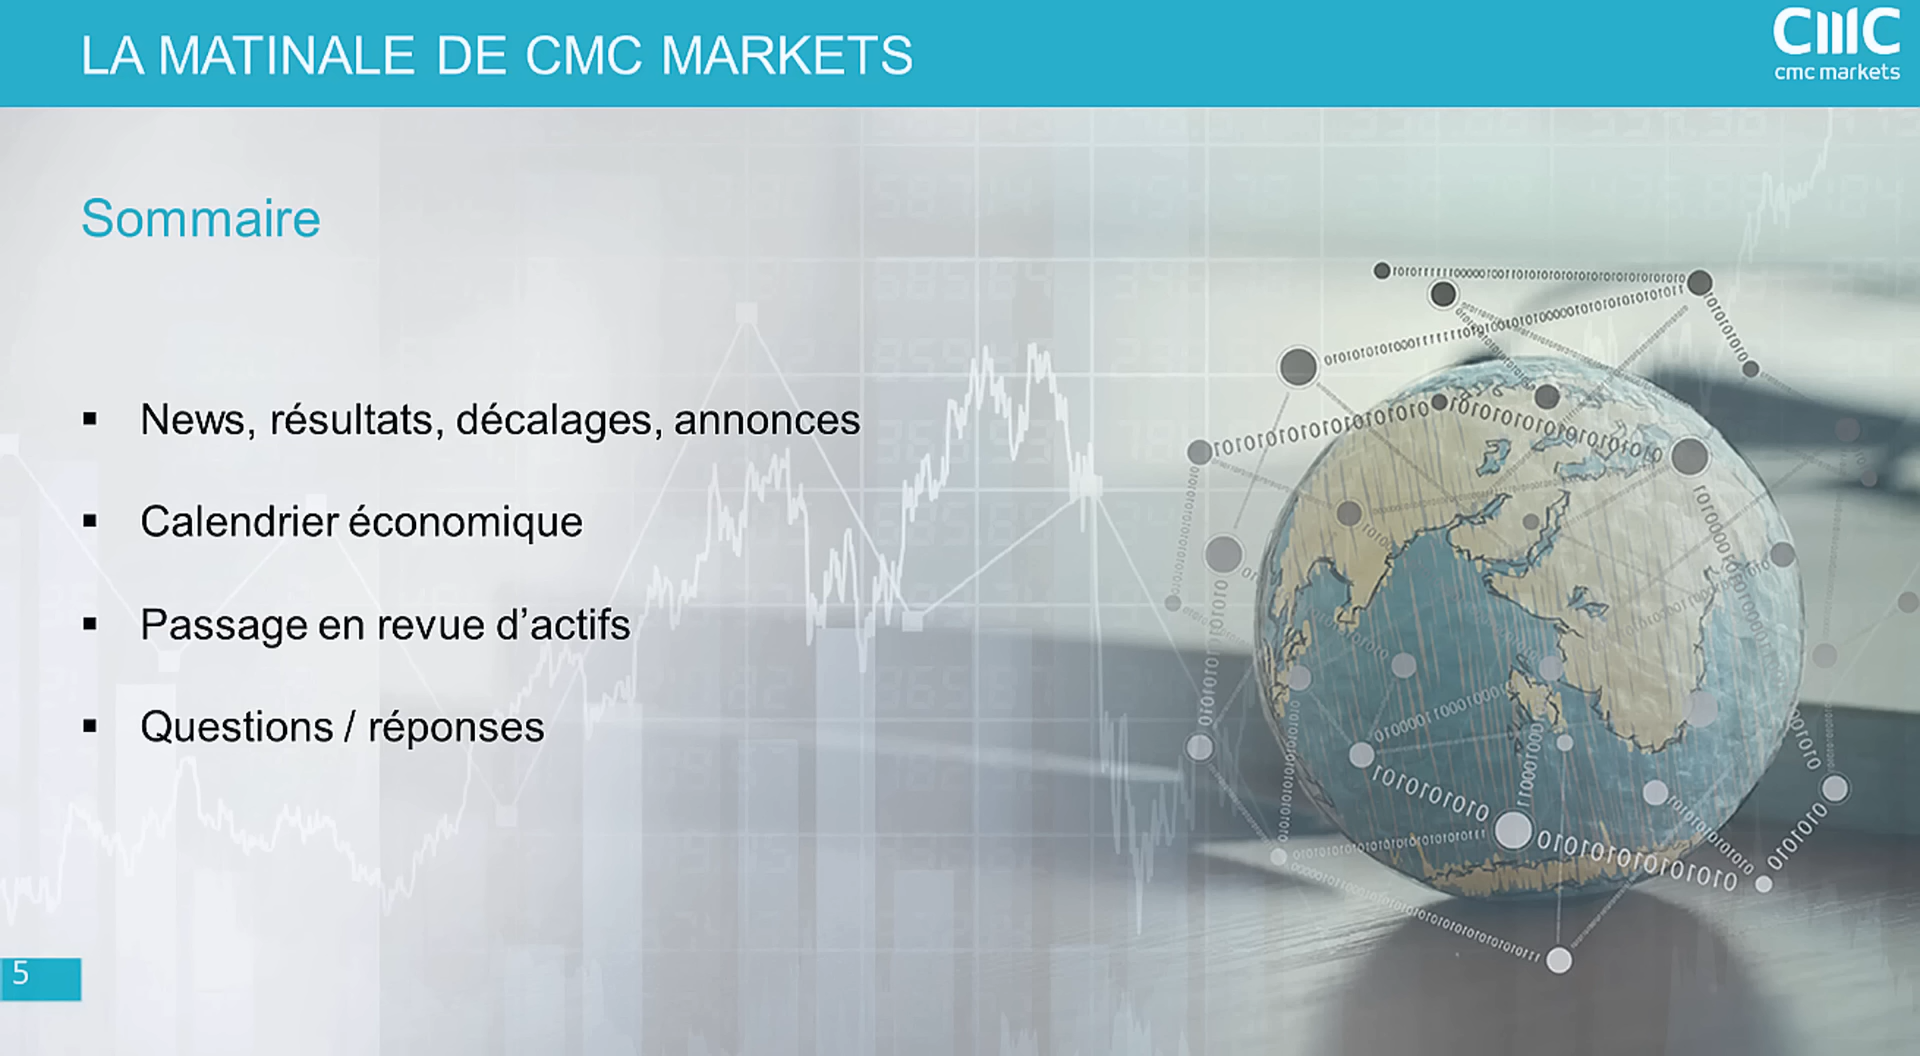 LA MATINALE DE CMC MARKETS
CMC
cmc markets
Sommaire
▪ News, résultats, décalages, annonces
▪ Calendrier économique
▪ Passage en revue d’actifs
▪ Questions / réponses
5